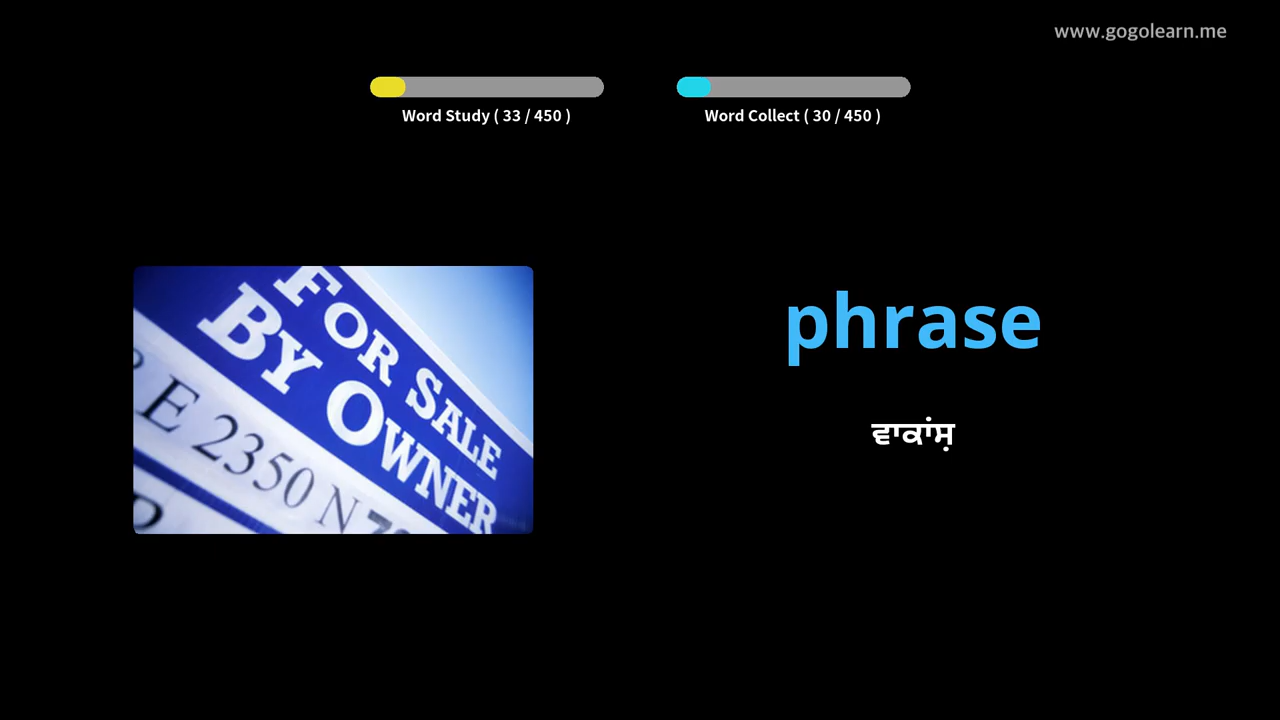 www.gogolearn.me
Word Study ( 33 / 450 )
Word Collect ( 30 / 450 )
FOR SALE
BY OWNER
E 2350 N
phrase
ਵਾਕਾਂਸ਼